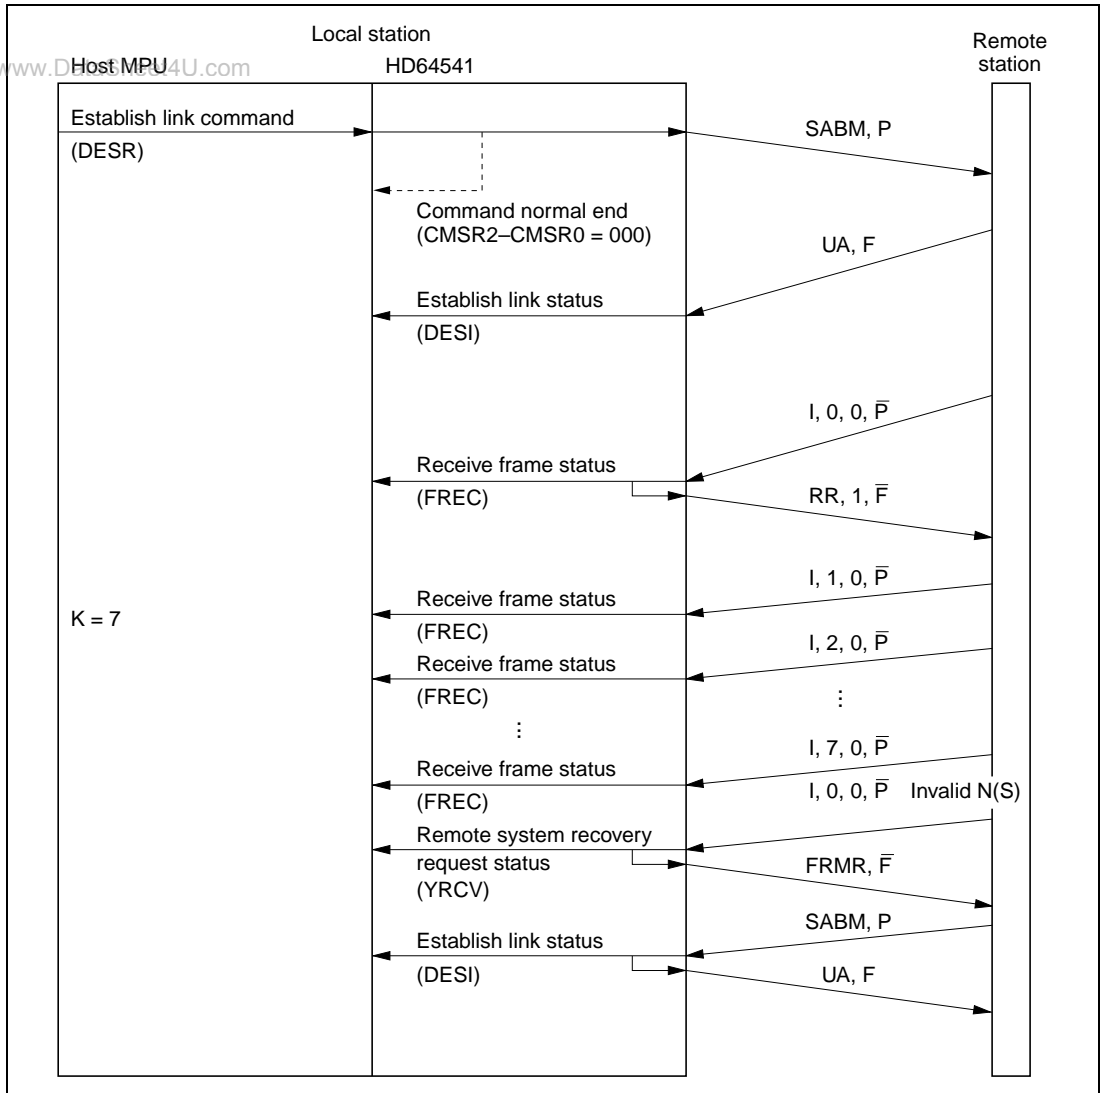 Local station
Remote
station
www.DataSheet4U.com
Host MPU
HD64541
Establish link command
(DESR)
SABM, P
Command normal end
(CMSR2–CMSR0 = 000)
UA, F
Establish link status
(DESI)
I, 0, 0, P̅
Receive frame status
(FREC)
RR, 1, F̅
I, 1, 0, P̅
Receive frame status
(FREC)
K = 7
I, 2, 0, P̅
Receive frame status
(FREC)
⋮
⋮
I, 7, 0, P̅
Receive frame status
(FREC)
I, 0, 0, P̅ Invalid N(S)
Remote system recovery
request status
(YRCV)
FRMR, F̅
SABM, P
Establish link status
(DESI)
UA, F